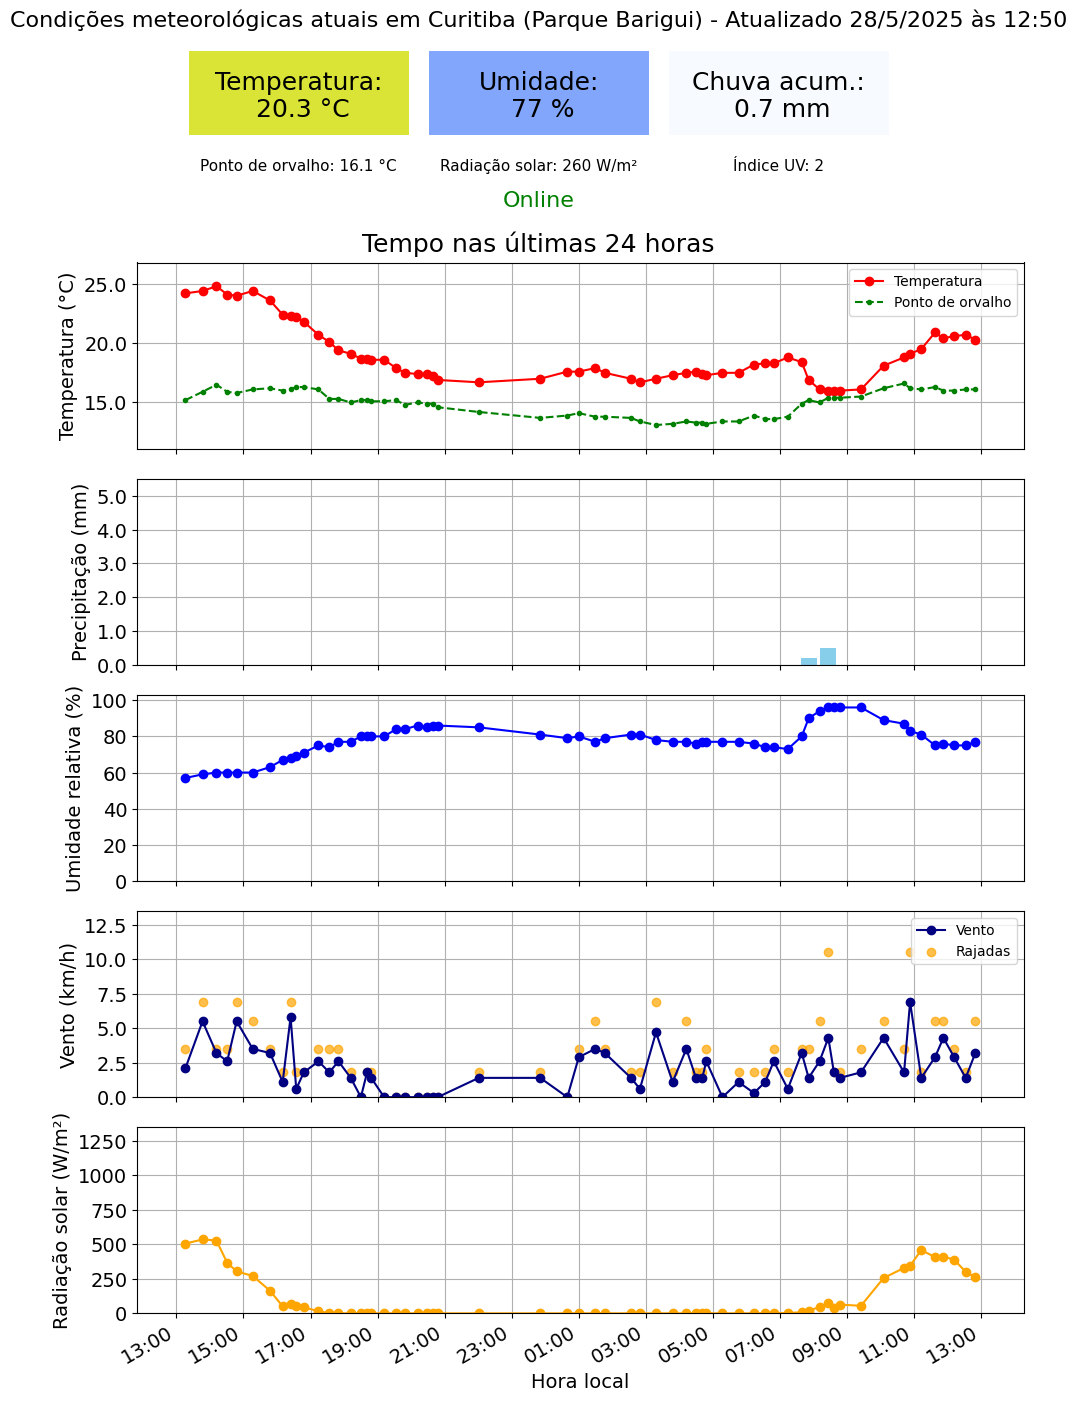 Condições meteorológicas atuais em Curitiba (Parque Barigui) - Atualizado 28/5/2025 às 12:50
Temperatura:
20.3 °C
Umidade:
77 %
Chuva acum.:
0.7 mm
Ponto de orvalho: 16.1 °C
Radiação solar: 260 W/m²
Índice UV: 2
Online
Tempo nas últimas 24 horas
Temperatura (°C)
25.0
20.0
15.0
Temperatura
Ponto de orvalho
Precipitação (mm)
5.0
4.0
3.0
2.0
1.0
0.0
Umidade relativa (%)
100
80
60
40
20
0
Vento (km/h)
12.5
10.0
7.5
5.0
2.5
0.0
Vento
Rajadas
Radiação solar (W/m²)
1250
1000
750
500
250
0
13:00
15:00
17:00
19:00
21:00
23:00
01:00
03:00
05:00
07:00
09:00
11:00
13:00
Hora local